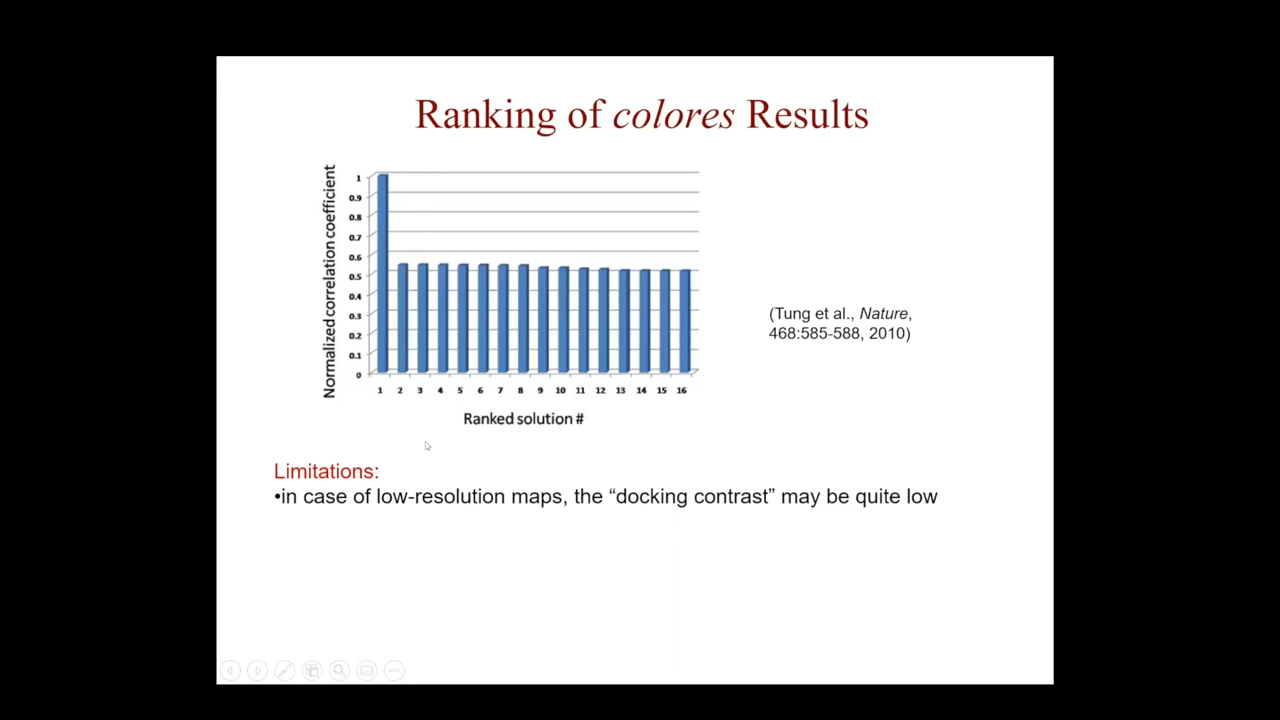 Ranking of colores Results
Normalized correlation coefficient
1
0.9
0.8
0.7
0.6
0.5
0.4
0.3
0.2
0.1
0
1 2 3 4 5 6 7 8 9 10 11 12 13 14 15 16
Ranked solution #
(Tung et al., Nature,
468:585-588, 2010)
Limitations:
•in case of low-resolution maps, the “docking contrast” may be quite low